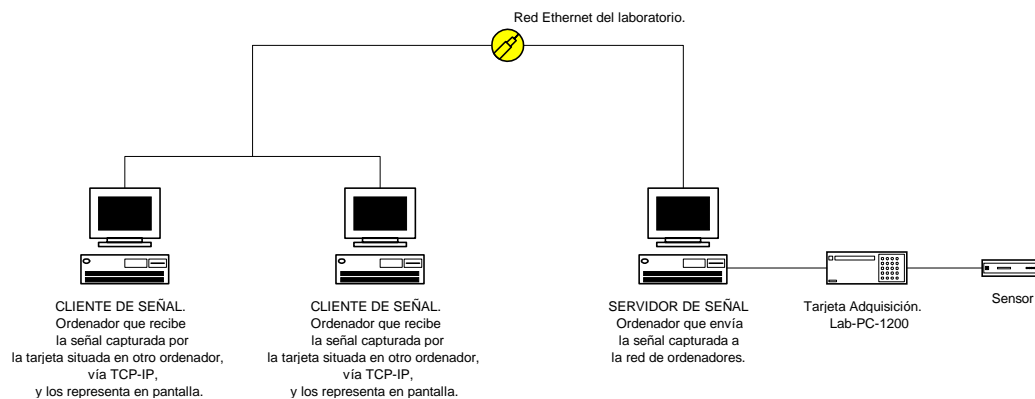 Red Ethernet del laboratorio.
CLIENTE DE SEÑAL.
Ordenador que recibe
la señal capturada por
la tarjeta situada en otro ordenador,
vía TCP-IP,
y los representa en pantalla.
CLIENTE DE SEÑAL.
Ordenador que recibe
la señal capturada por
la tarjeta situada en otro ordenador,
vía TCP-IP,
y los representa en pantalla.
SERVIDOR DE SEÑAL
Ordenador que envía
la señal capturada a
la red de ordenadores.
Tarjeta Adquisición.
Lab-PC-1200
Sensor